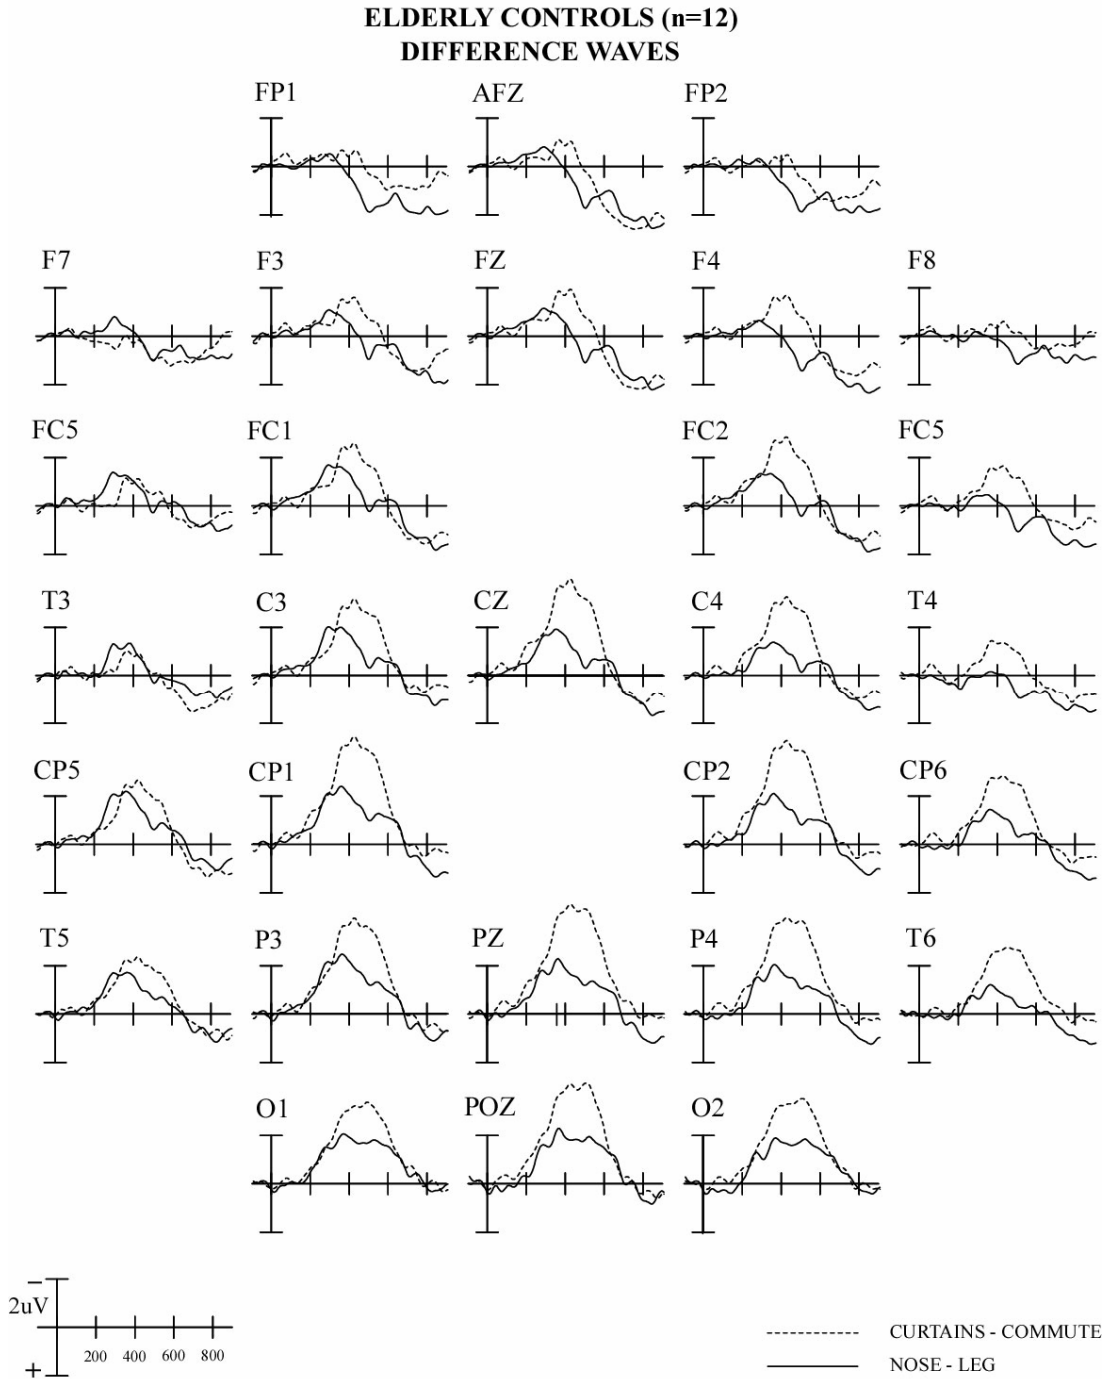 ELDERLY CONTROLS (n=12)
DIFFERENCE WAVES
FP1 AFZ FP2
F7 F3 FZ F4 F8
FC5 FC1 FC2 FC5
T3 C3 CZ C4 T4
CP5 CP1 CP2 CP6
T5 P3 PZ P4 T6
O1 POZ O2
−
2uV
+
200 400 600 800
CURTAINS - COMMUTE
NOSE - LEG